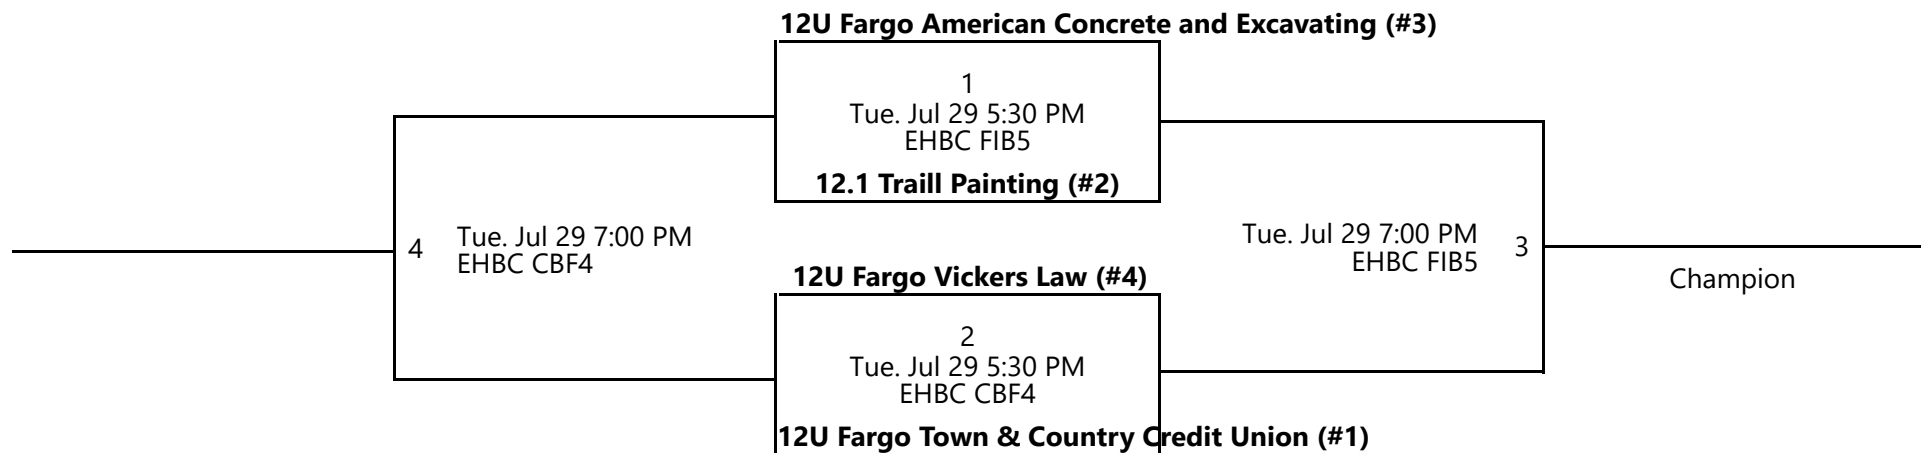 12U Fargo American Concrete and Excavating (#3)
1
Tue. Jul 29 5:30 PM
EHBC FIB5
12.1 Traill Painting (#2)
4
Tue. Jul 29 7:00 PM
EHBC CBF4
Tue. Jul 29 7:00 PM
EHBC FIB5
3
Champion
12U Fargo Vickers Law (#4)
2
Tue. Jul 29 5:30 PM
EHBC CBF4
12U Fargo Town & Country Credit Union (#1)